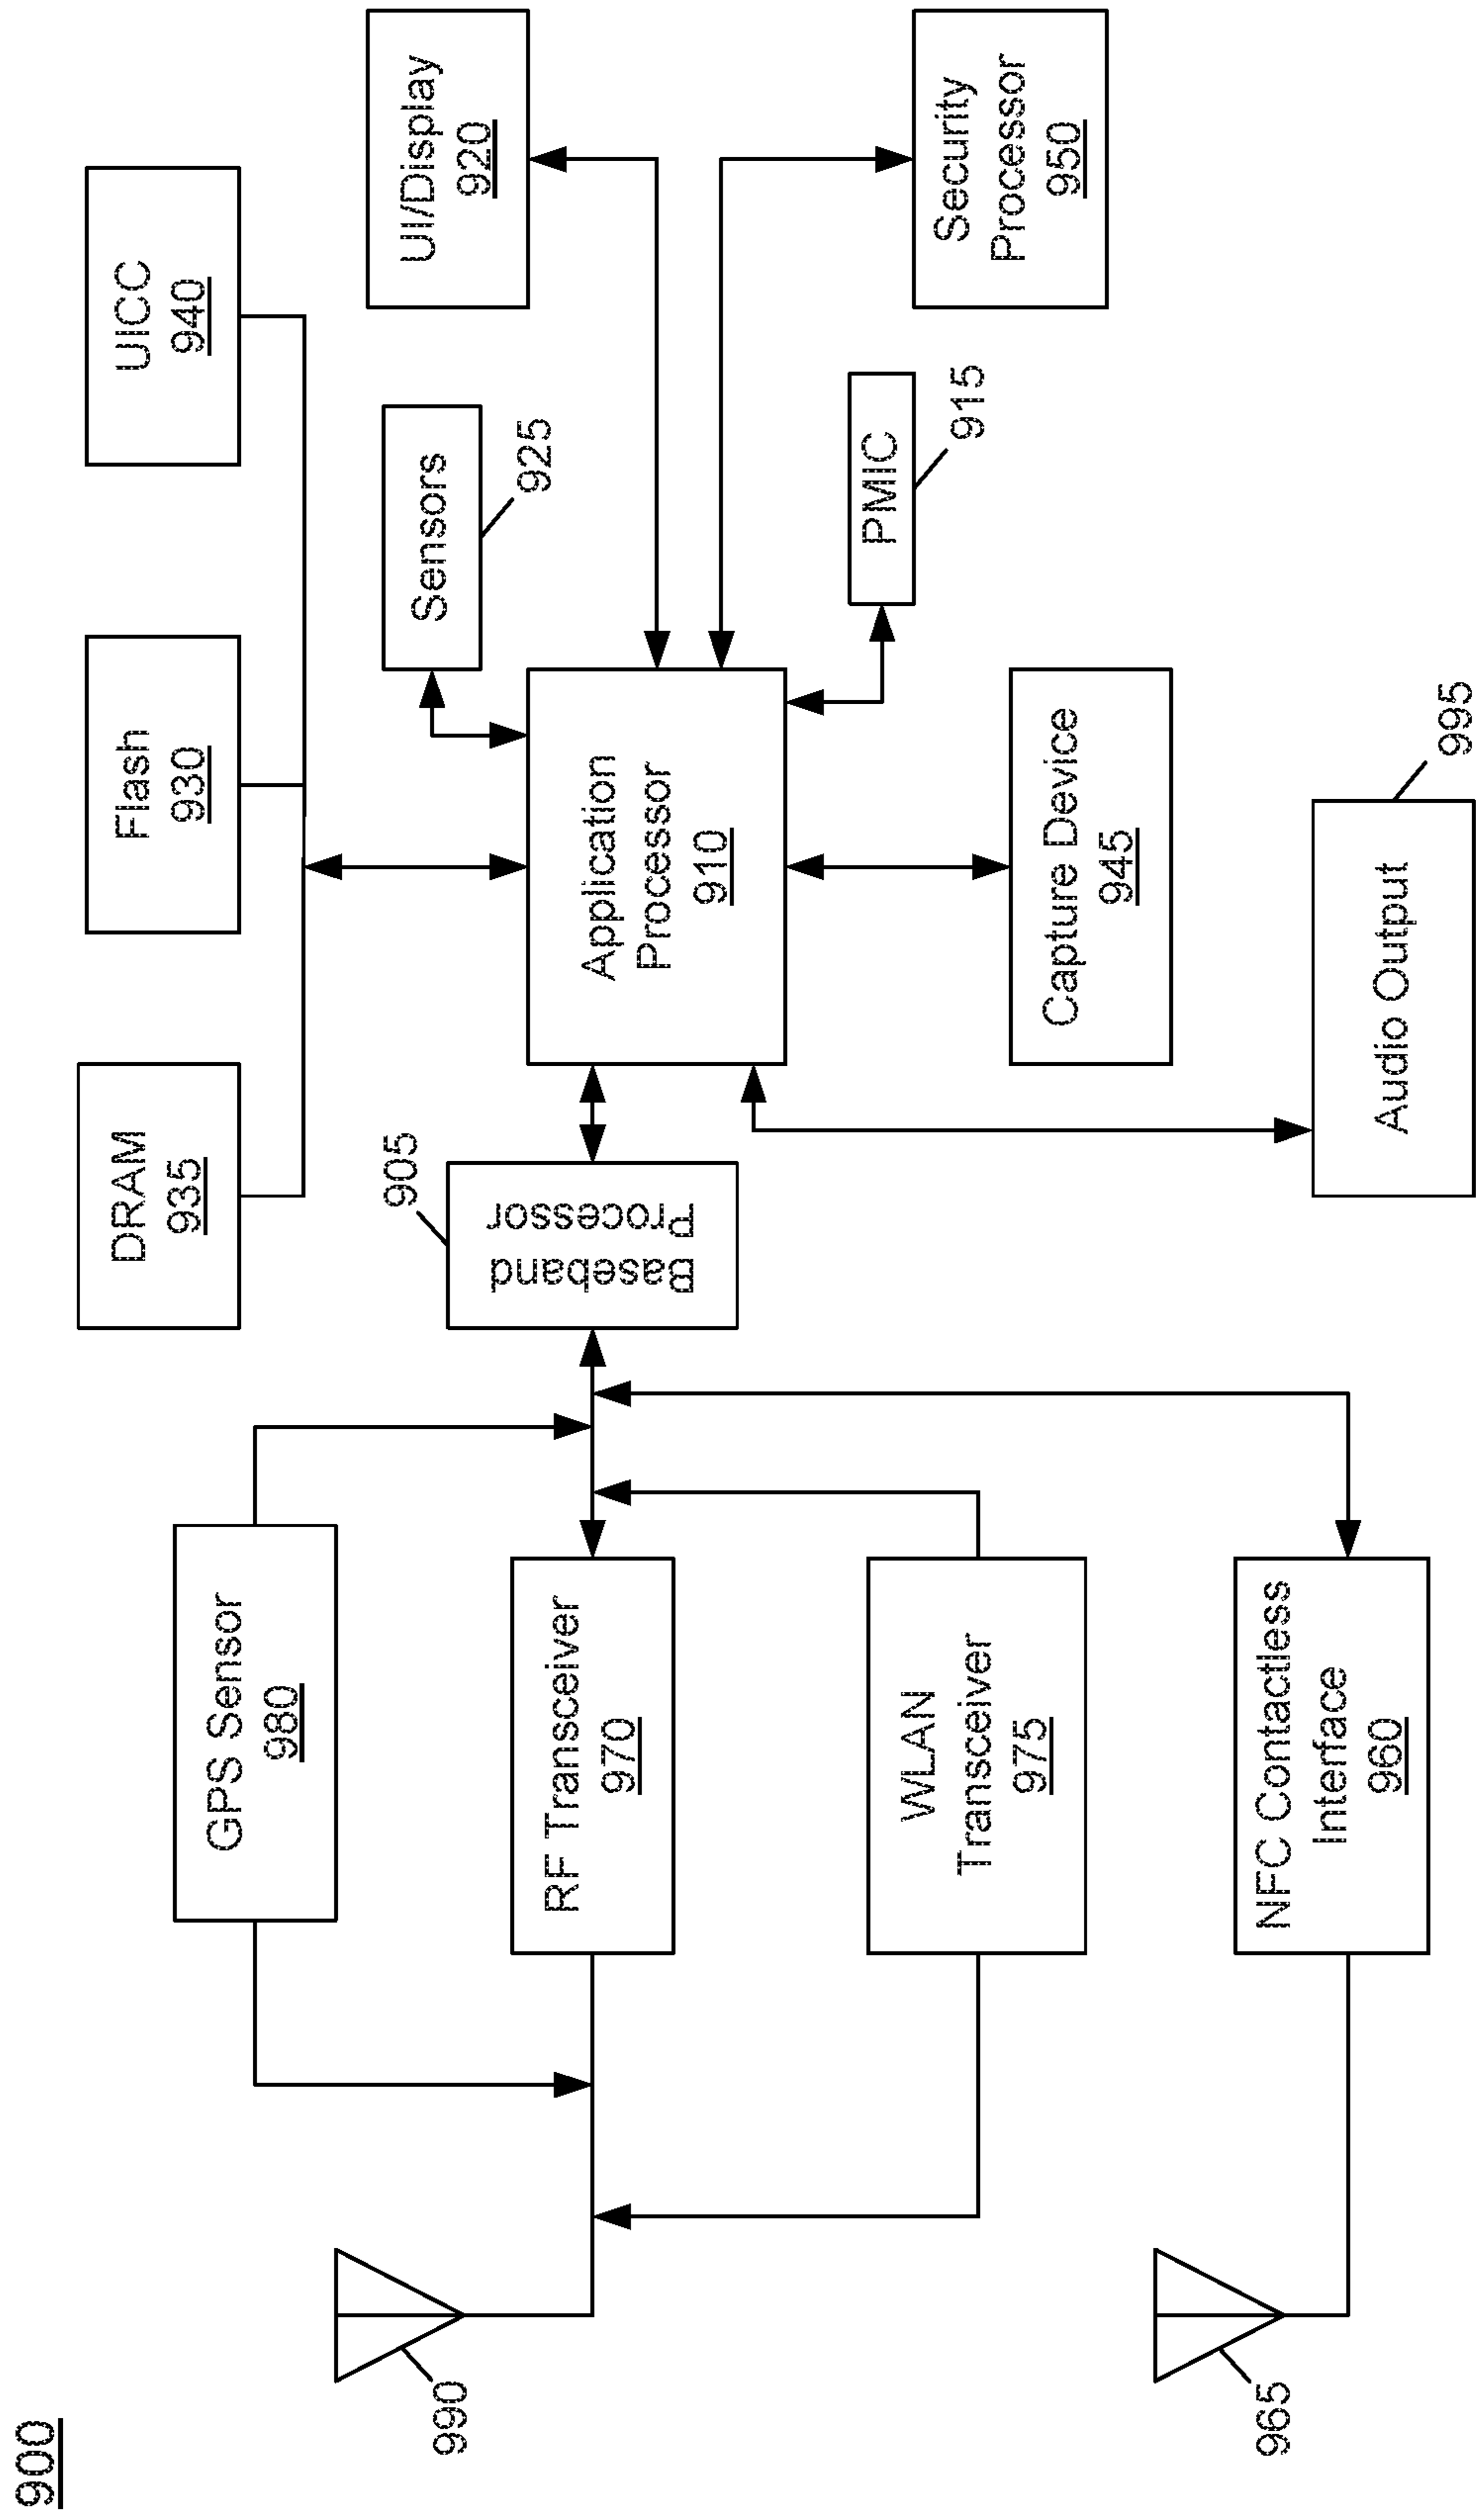 900
DRAM
935
Flash
930
UICC
940
GPS Sensor
980
990
905
Baseband
Processor
Sensors
925
UI/Display
920
RF Transceiver
970
Application
Processor
910
WLAN
Transceiver
975
PMIC
915
Security
Processor
950
Capture Device
945
965
NFC Contactless
Interface
960
Audio Output
995